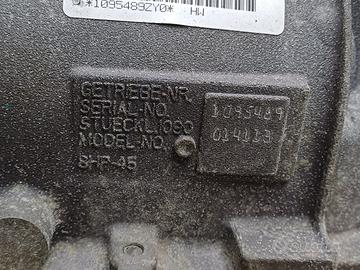 *1095489ZY0* HW
GETRIEBE-NR.
SERIAL-NO.
STUECKL 1090
MODEL-NO.
8HP-45
1095489
014113